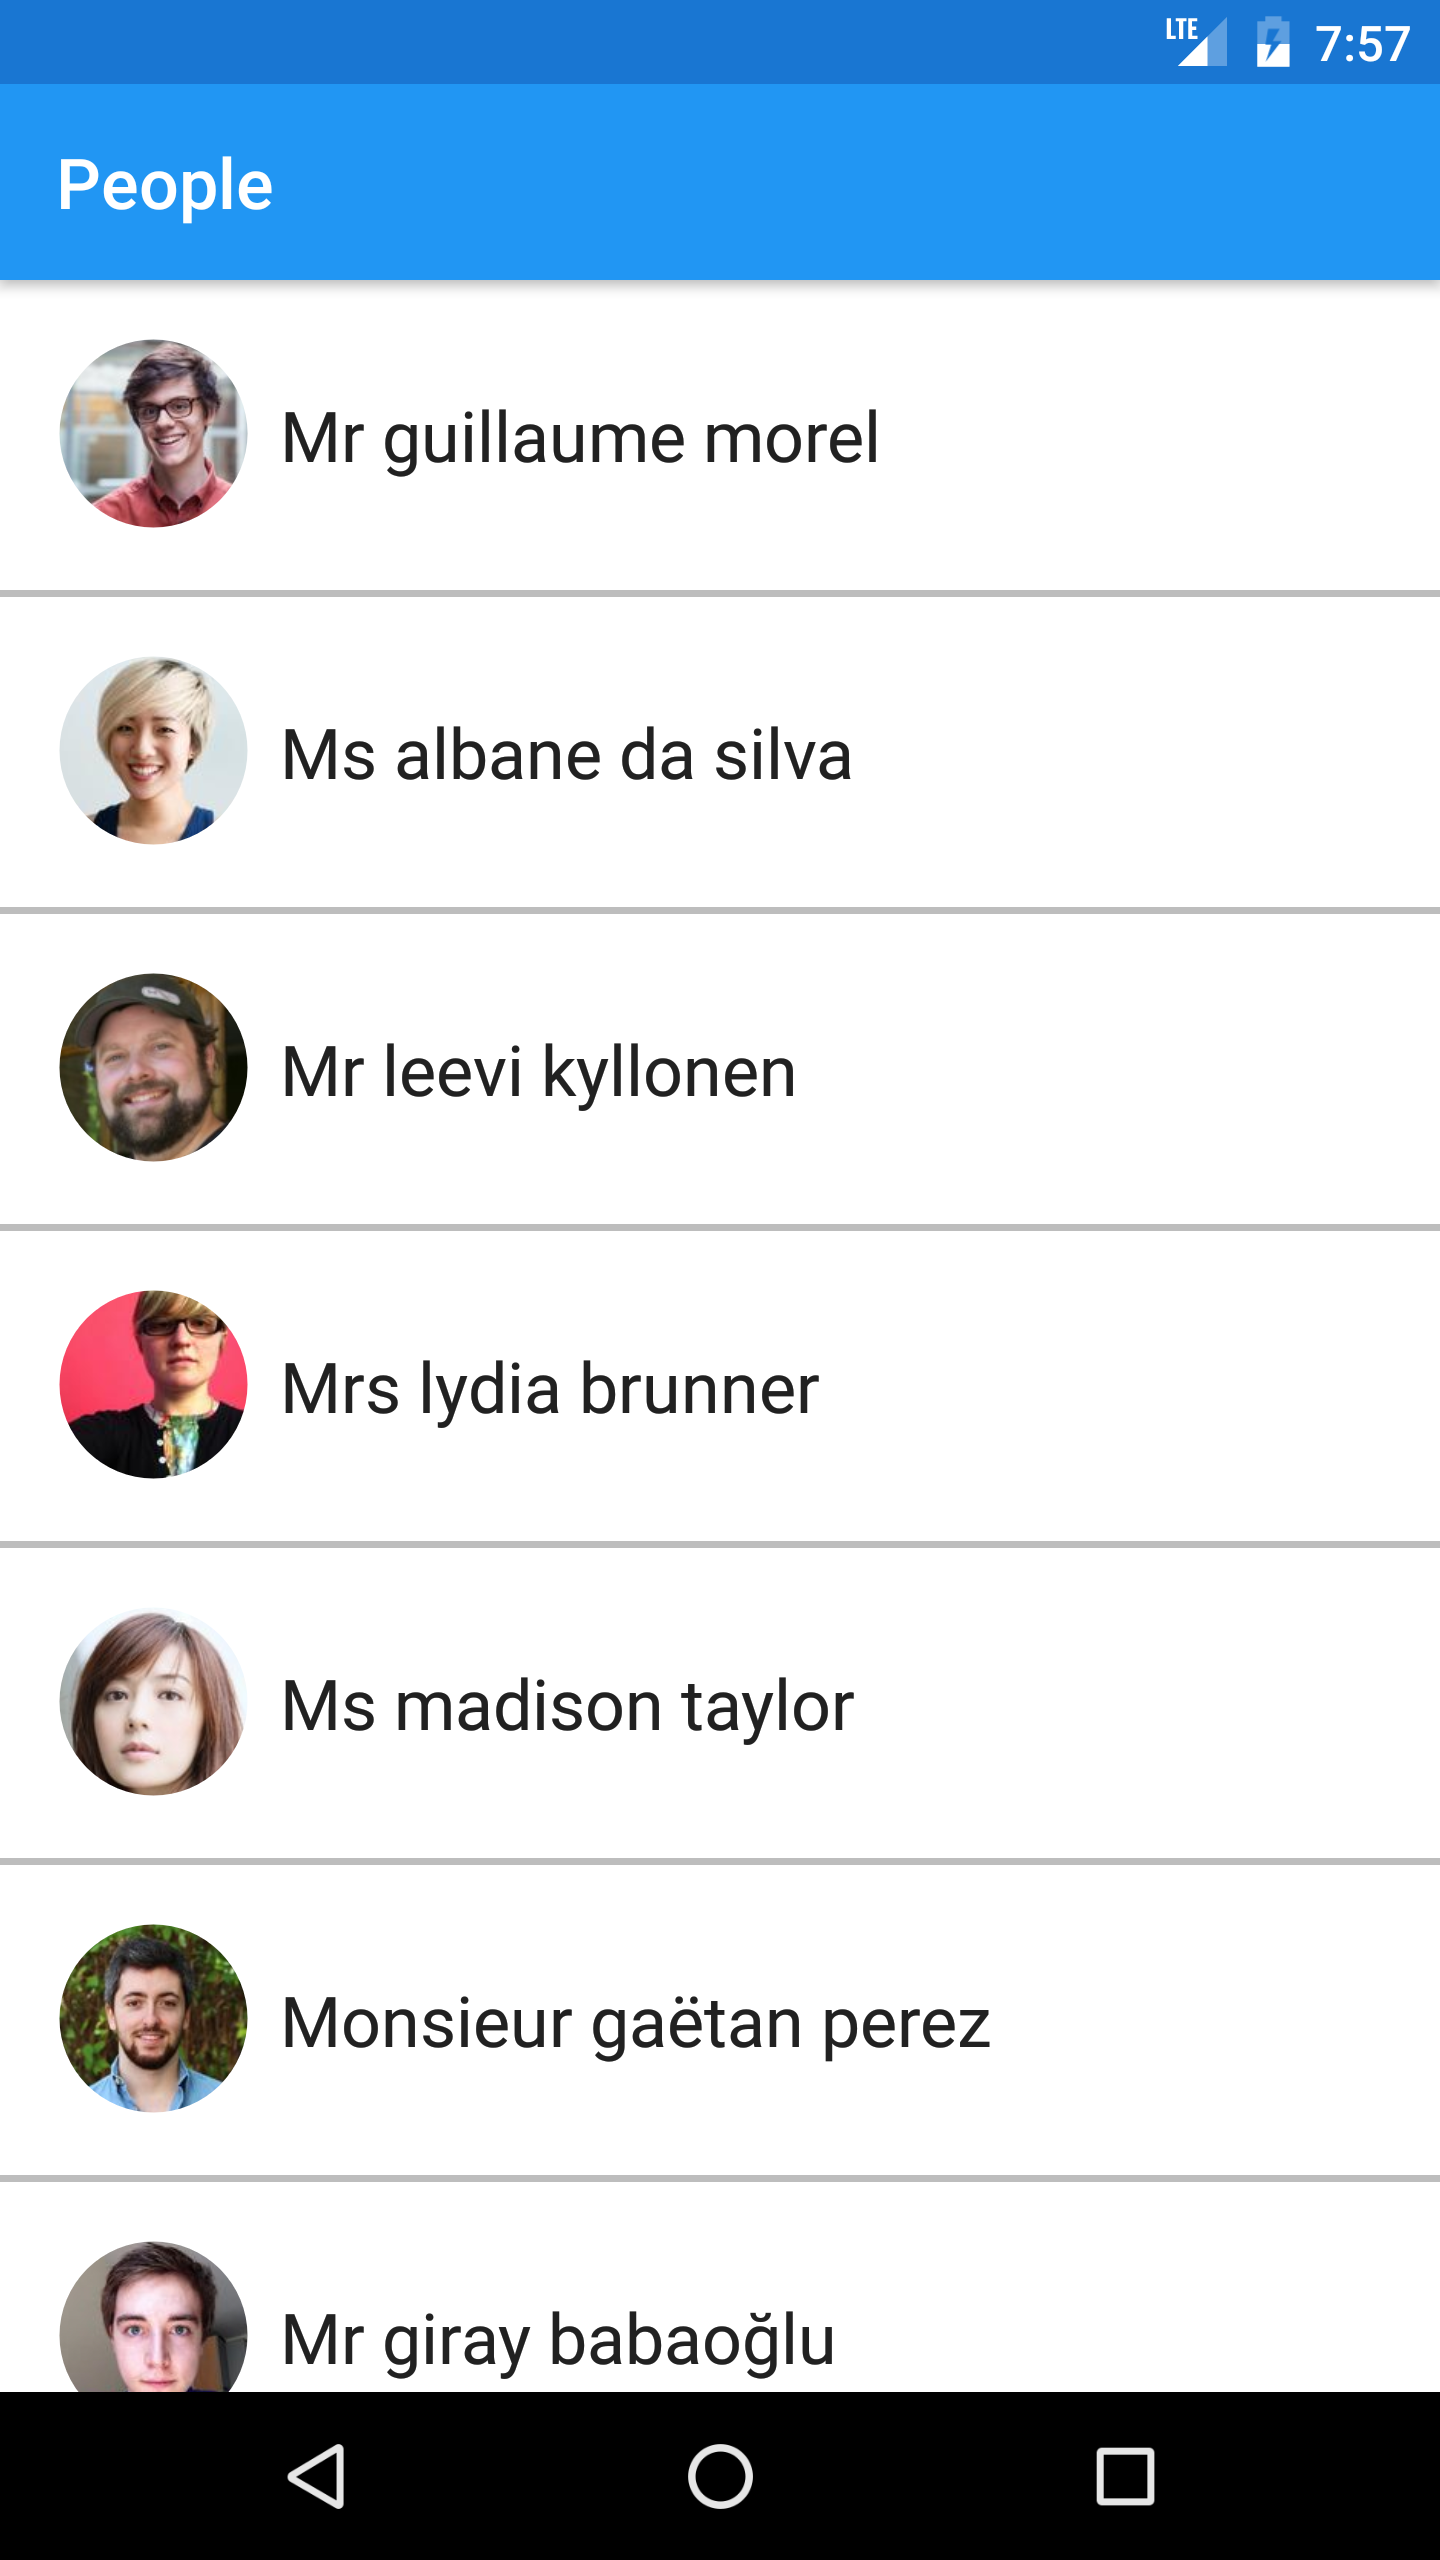 LTE 7:57
People
Mr guillaume morel
Ms albane da silva
Mr leevi kyllonen
Mrs lydia brunner
Ms madison taylor
Monsieur gaëtan perez
Mr giray babaoğlu